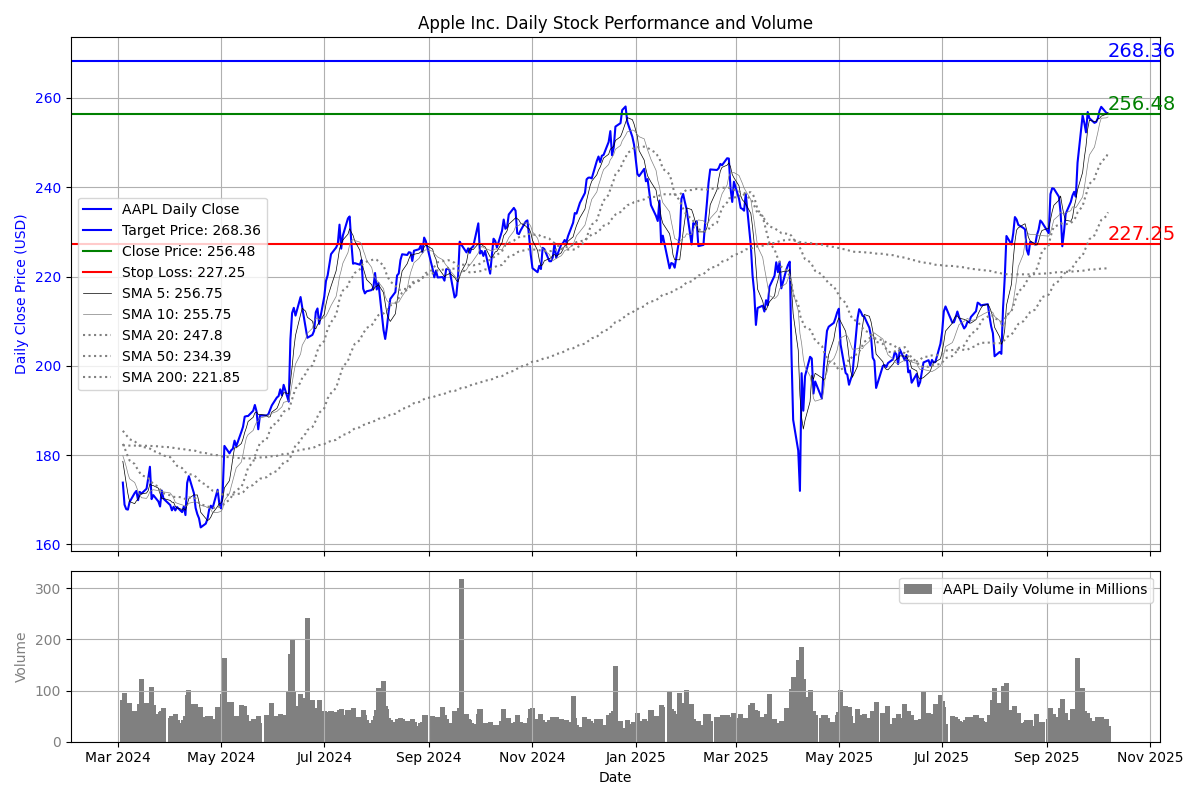 Apple Inc. Daily Stock Performance and Volume
268.36
260
256.48
240
227.25
220
200
180
160
Daily Close Price (USD)
AAPL Daily Close
Target Price: 268.36
Close Price: 256.48
Stop Loss: 227.25
SMA 5: 256.75
SMA 10: 255.75
SMA 20: 247.8
SMA 50: 234.39
SMA 200: 221.85
AAPL Daily Volume in Millions
300
200
100
0
Volume
Mar 2024 May 2024 Jul 2024 Sep 2024 Nov 2024 Jan 2025 Mar 2025 May 2025 Jul 2025 Sep 2025 Nov 2025
Date